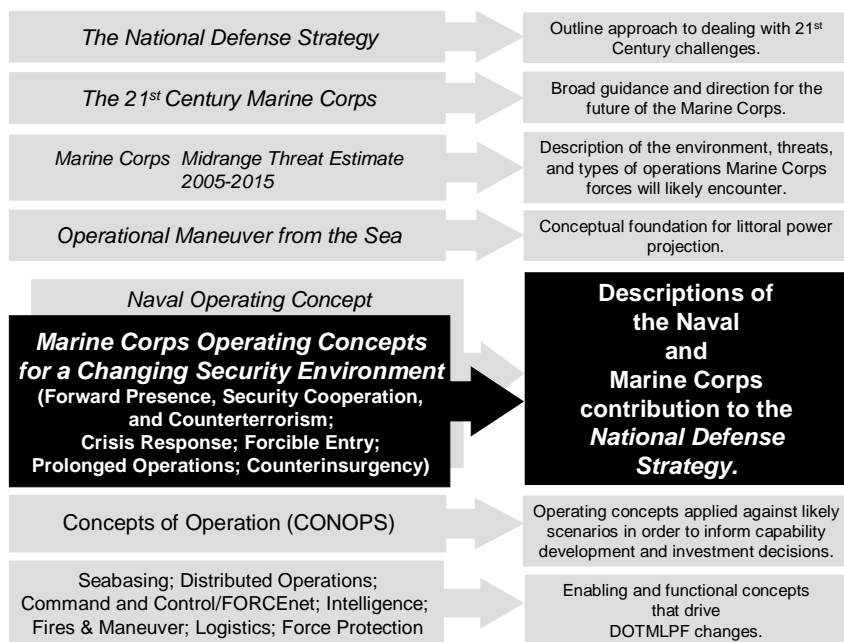 The National Defense Strategy
Outline approach to dealing with 21st
Century challenges.
The 21st Century Marine Corps
Broad guidance and direction for the
future of the Marine Corps.
Marine Corps Midrange Threat Estimate
2005-2015
Description of the environment, threats,
and types of operations Marine Corps
forces will likely encounter.
Operational Maneuver from the Sea
Conceptual foundation for littoral power
projection.
Naval Operating Concept
Marine Corps Operating Concepts
for a Changing Security Environment
(Forward Presence, Security Cooperation,
and Counterterrorism;
Crisis Response; Forcible Entry;
Prolonged Operations; Counterinsurgency)
Descriptions of
the Naval
and
Marine Corps
contribution to the
National Defense
Strategy.
Concepts of Operation (CONOPS)
Operating concepts applied against likely
scenarios in order to inform capability
development and investment decisions.
Seabasing; Distributed Operations;
Command and Control/FORCEnet; Intelligence;
Fires & Maneuver; Logistics; Force Protection
Enabling and functional concepts
that drive
DOTMLPF changes.